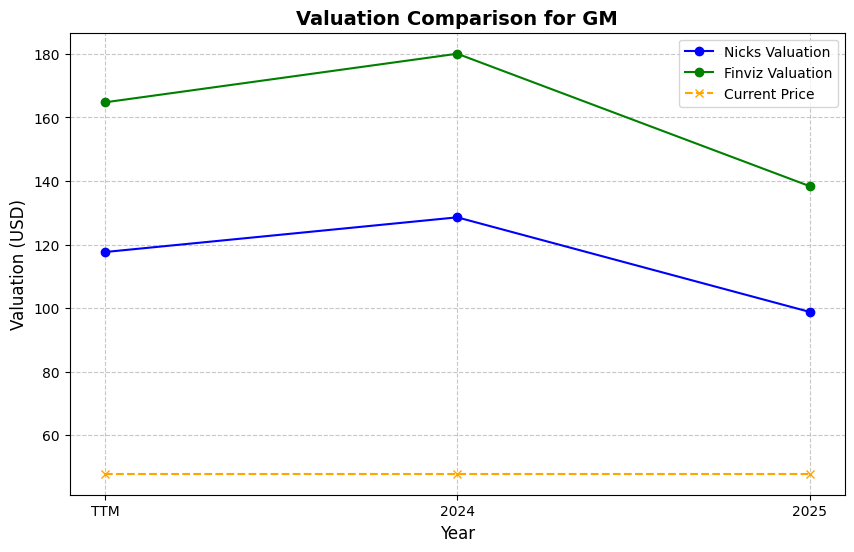 Valuation Comparison for GM
Nicks Valuation
Finviz Valuation
Current Price
Valuation (USD)
180
160
140
120
100
80
60
TTM
2024
2025
Year